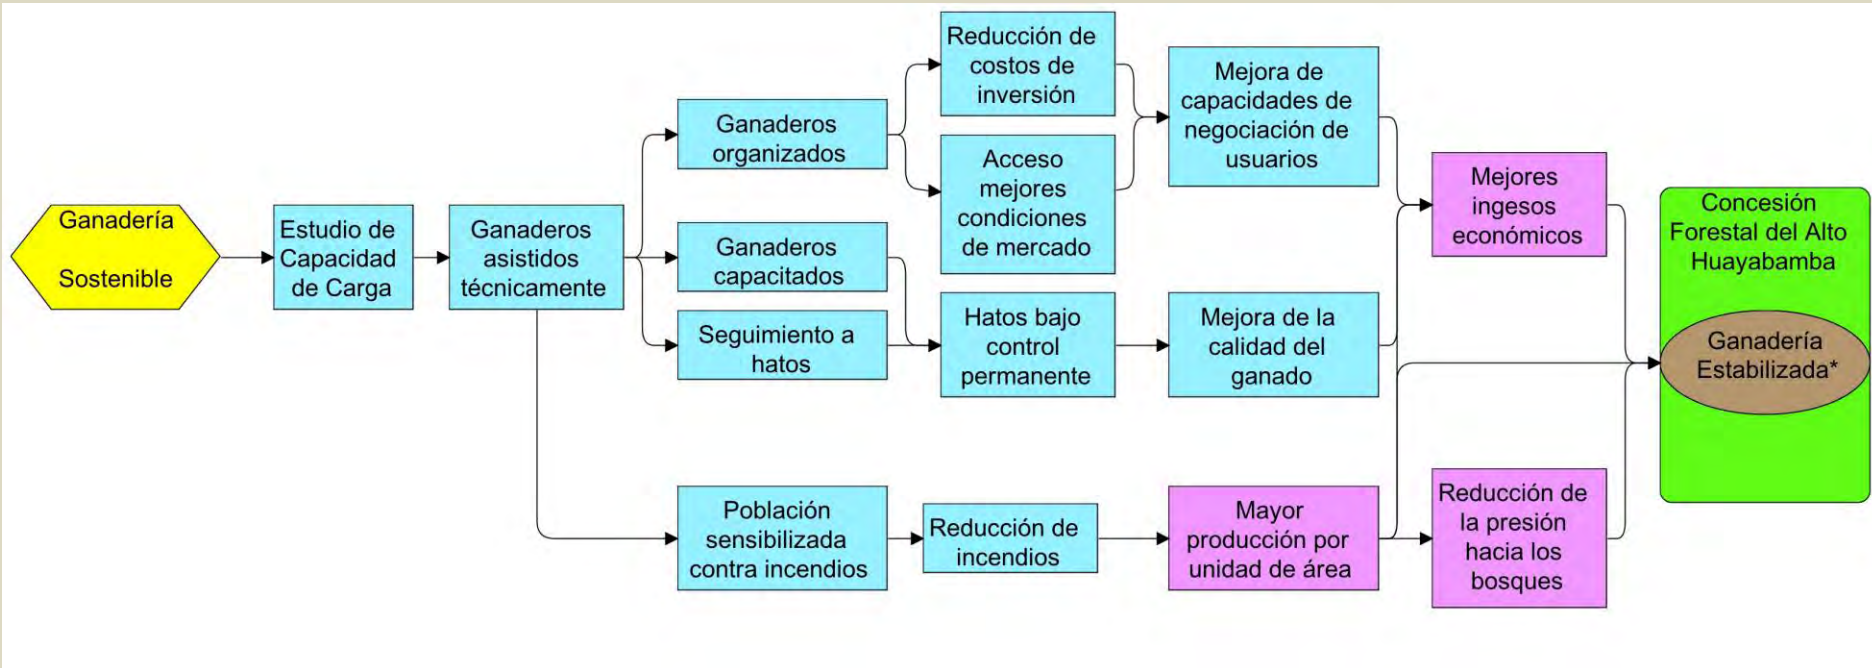 Ganadería
Sostenible
Estudio de
Capacidad
de Carga
Ganaderos
asistidos
técnicamente
Ganaderos
organizados
Ganaderos
capacitados
Seguimiento a
hatos
Población
sensibilizada
contra incendios
Reducción de
costos de
inversión
Acceso
mejores
condiciones
de mercado
Hatos bajo
control
permanente
Reducción de
incendios
Mejora de
capacidades de
negociación de
usuarios
Mejora de la
calidad del
ganado
Mayor
producción por
unidad de área
Mejores
ingesos
económicos
Reducción de
la presión
hacia los
bosques
Concesión
Forestal del Alto
Huayabamba
Ganadería
Estabilizada*